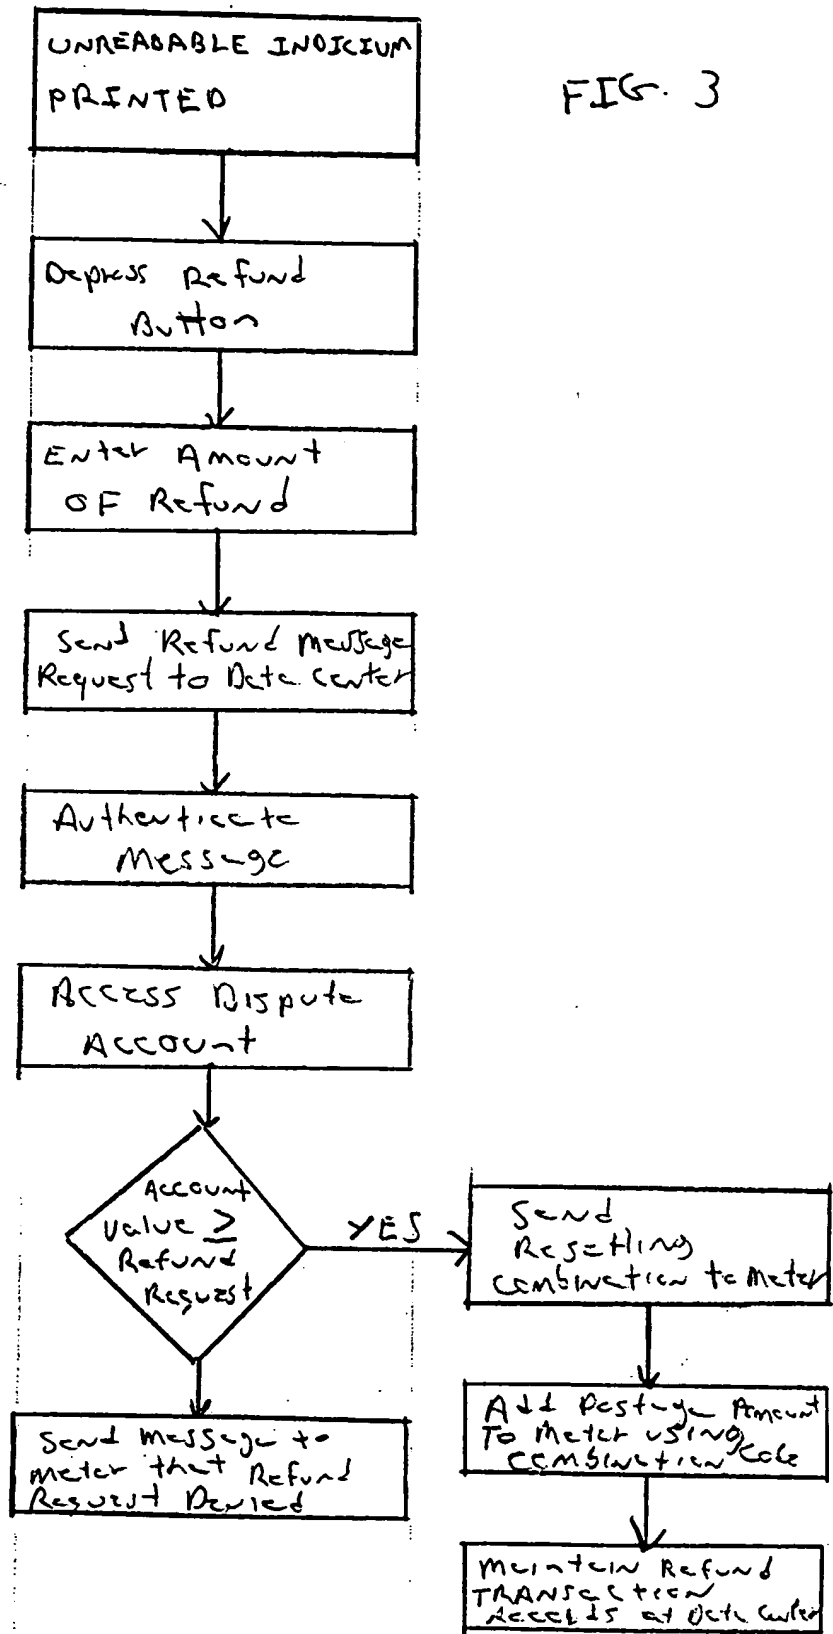 UNREADABLE INDICIUM
PRINTED
FIG. 3
Depress Refund
Button
Enter Amount
OF Refund
Send Refund Message
Request to Data Center
Authenticate
Message
Access Dispute
Account
Account
Value ≥
Refund
Request
YES
Send
Resetting
Combination to Meter
Add Postage Amount
To Meter using
Combination Code
Send Message to
Meter that Refund
Request Denied
Maintain Refund
TRANSACTION
Records at Data Center